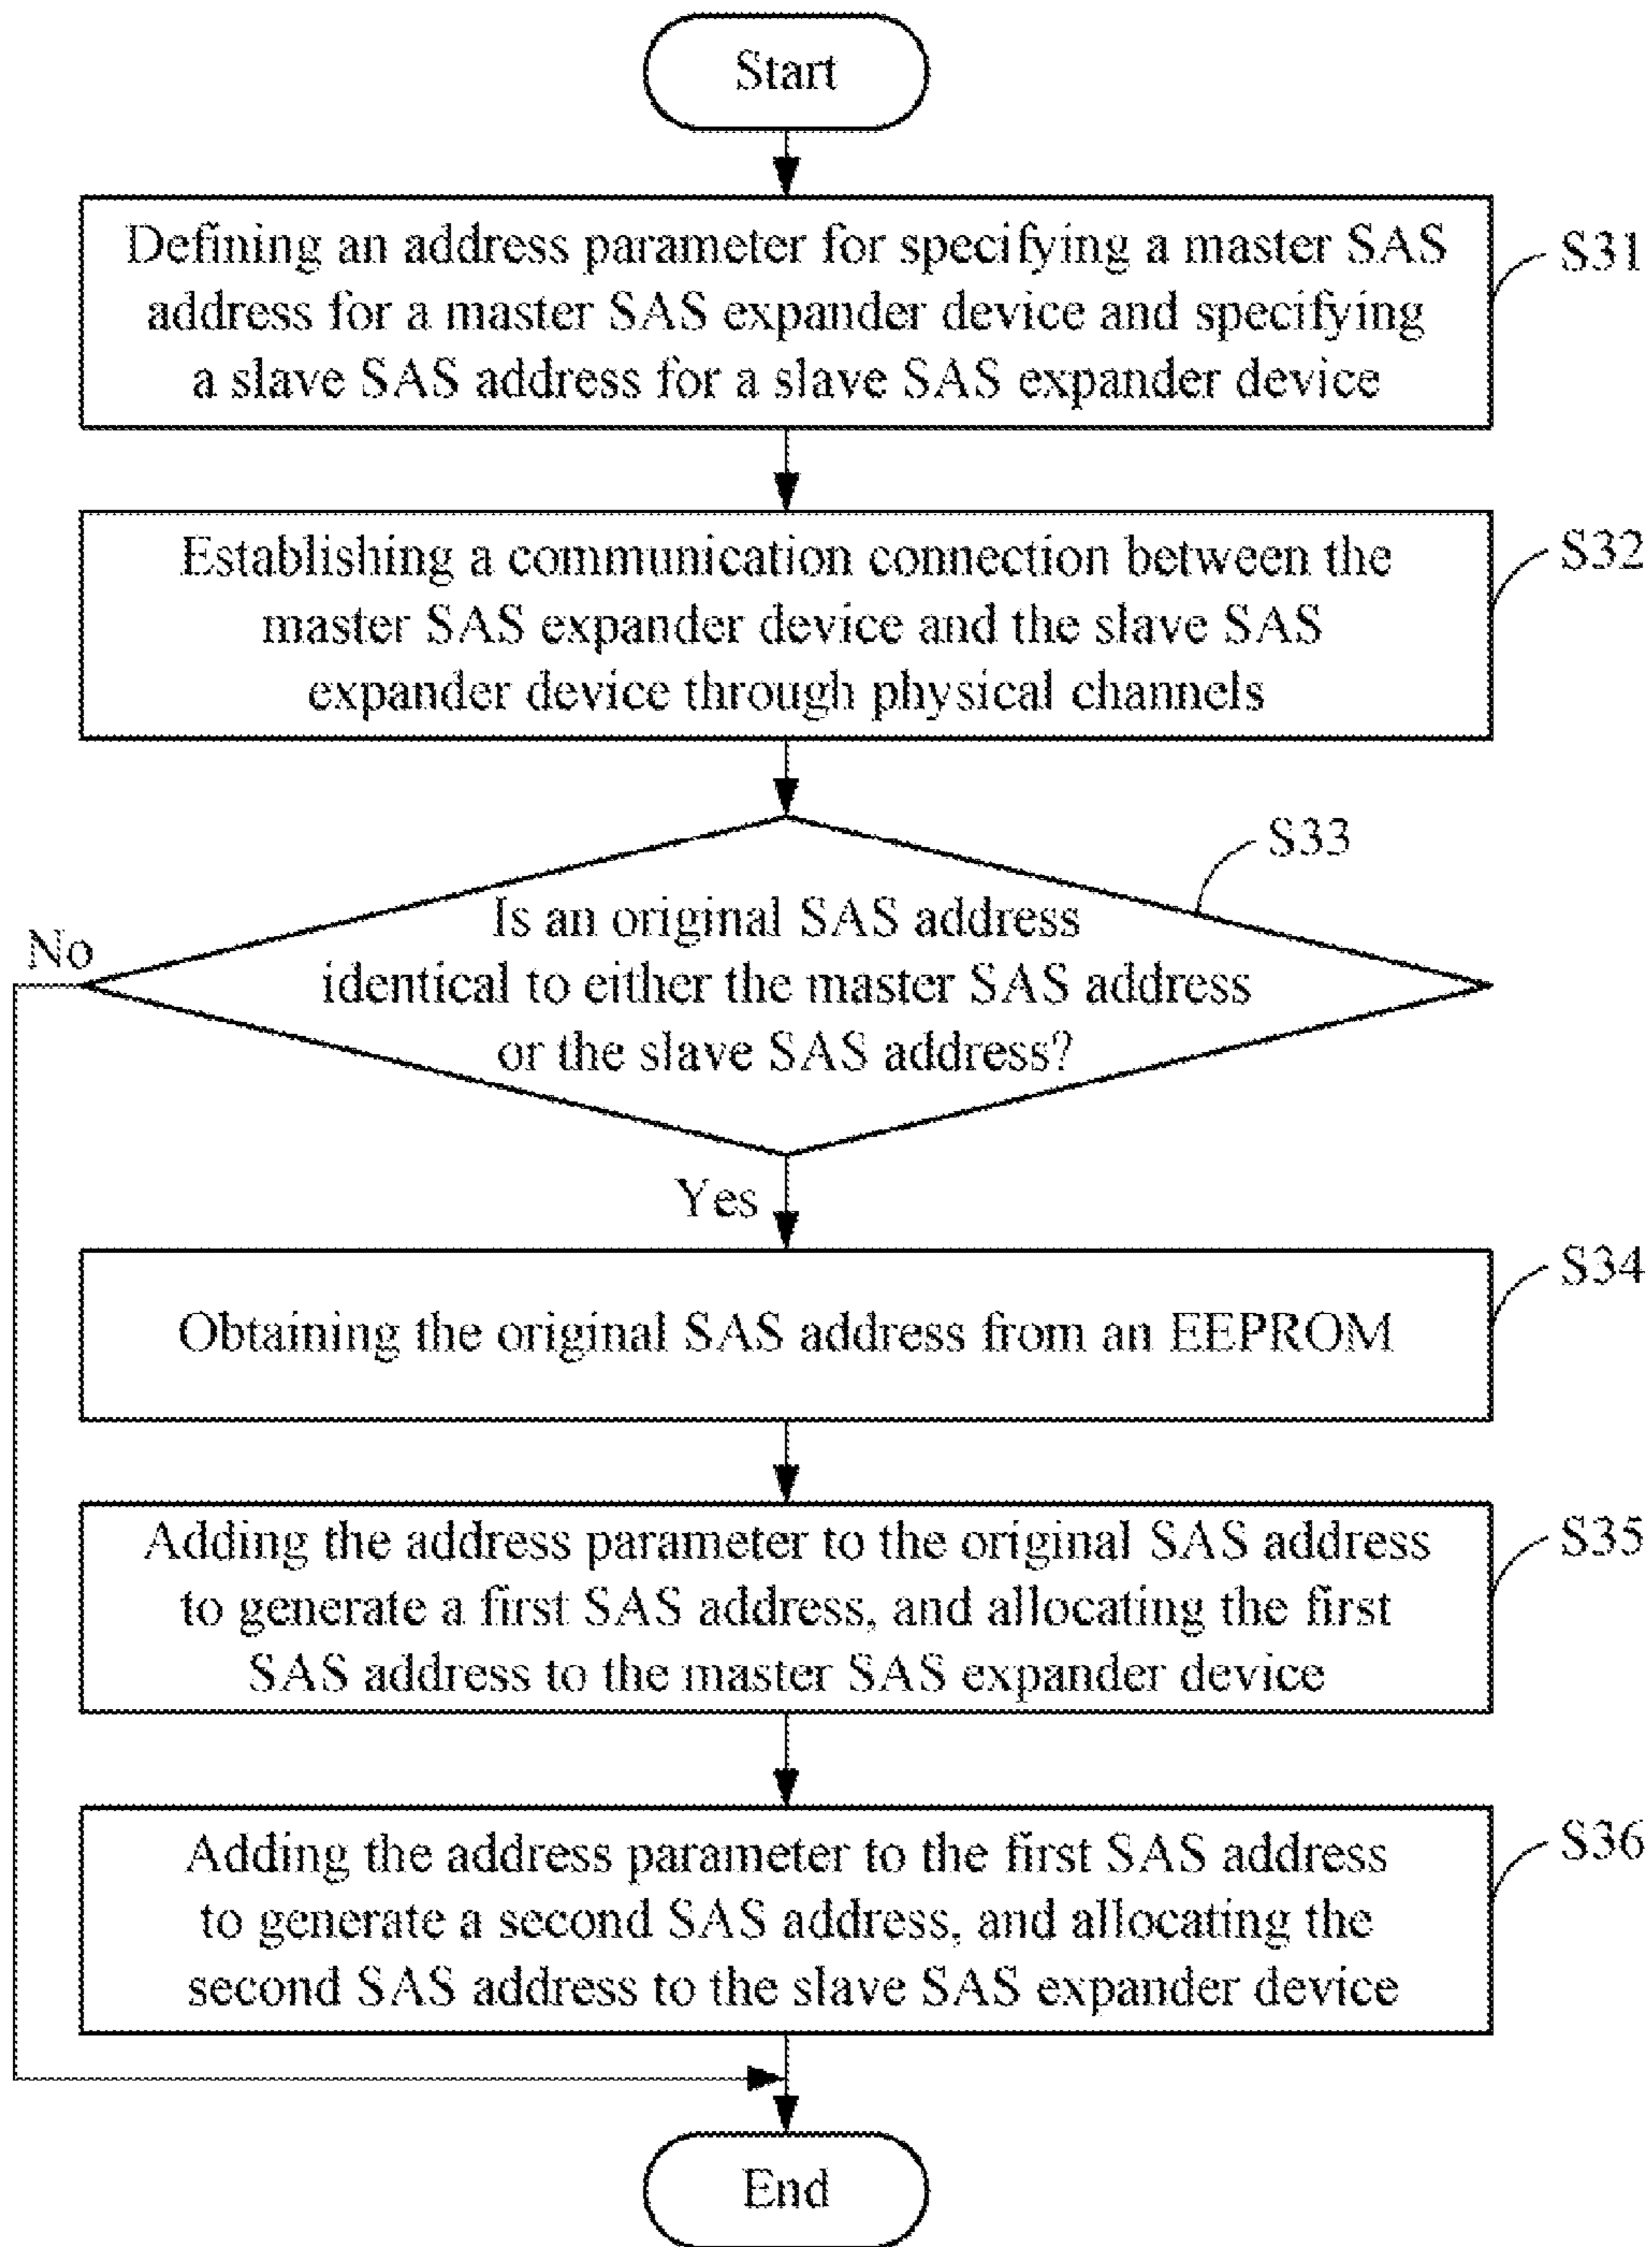 Start
Defining an address parameter for specifying a master SAS
address for a master SAS expander device and specifying
a slave SAS address for a slave SAS expander device
S31
Establishing a communication connection between the
master SAS expander device and the slave SAS
expander device through physical channels
S32
S33
Is an original SAS address
identical to either the master SAS address
or the slave SAS address?
No
Yes
Obtaining the original SAS address from an EEPROM
S34
Adding the address parameter to the original SAS address
to generate a first SAS address, and allocating the first
SAS address to the master SAS expander device
S35
Adding the address parameter to the first SAS address
to generate a second SAS address, and allocating the
second SAS address to the slave SAS expander device
S36
End